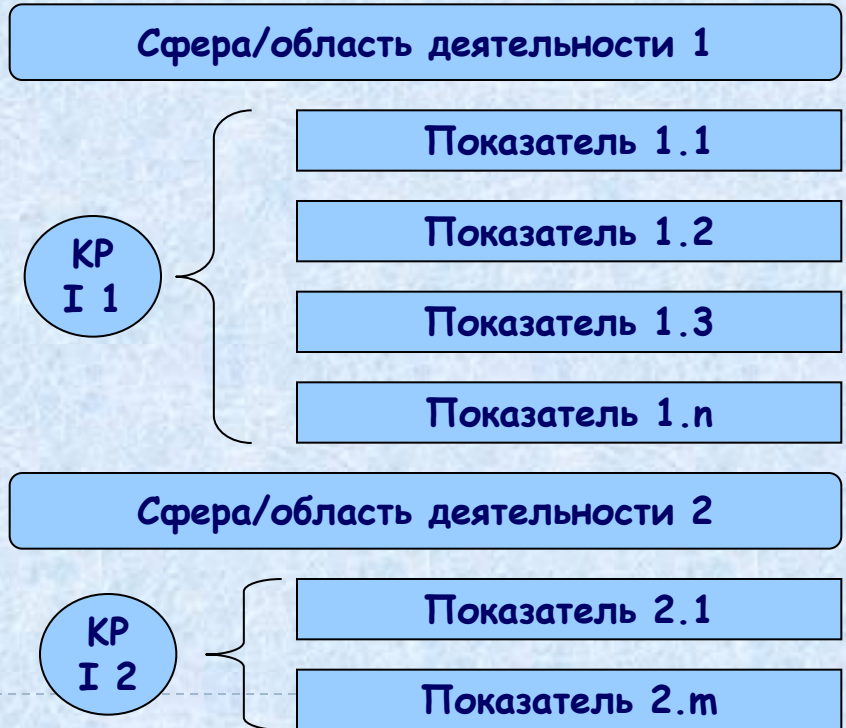 Сфера/область деятельности 1
Показатель 1.1
Показатель 1.2
KP
I 1
Показатель 1.3
Показатель 1.n
Сфера/область деятельности 2
Показатель 2.1
KP
I 2
Показатель 2.m